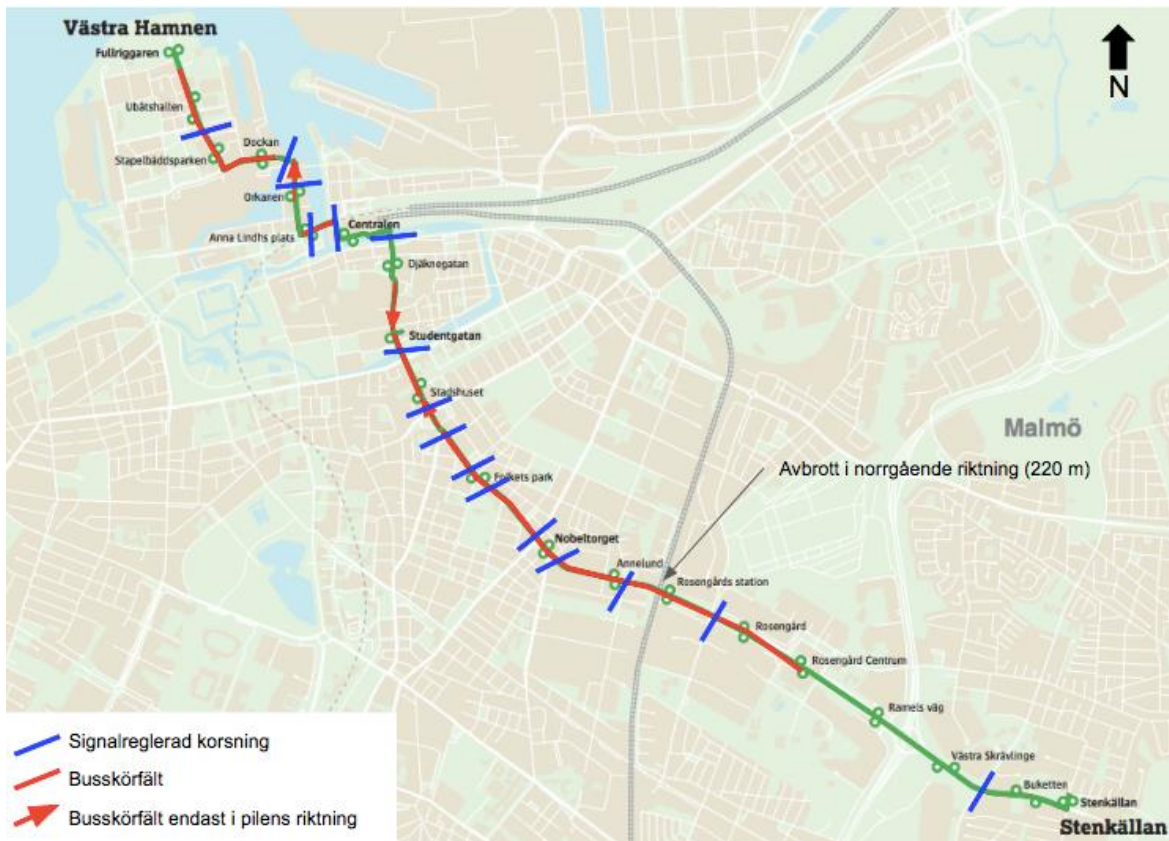 Västra Hamnen
Fullriggaren
N
Ubåtshallen
Dockan
Stapelbäddsparken
Orkanen
Anna Lindhs plats
Centralen
Djäknegatan
Studentgatan
Stadshuset
Malmö
Avbrott i norrgående riktning (220 m)
Folkets park
Nobeltorget
Annelund
Rosengårds station
Rosengård
Rosengård Centrum
Ramels väg
Västra Skrävlinge
Buketten
Stenkällan
Stenkällan
Signalreglerad korsning
Busskörfält
Busskörfält endast i pilens riktning